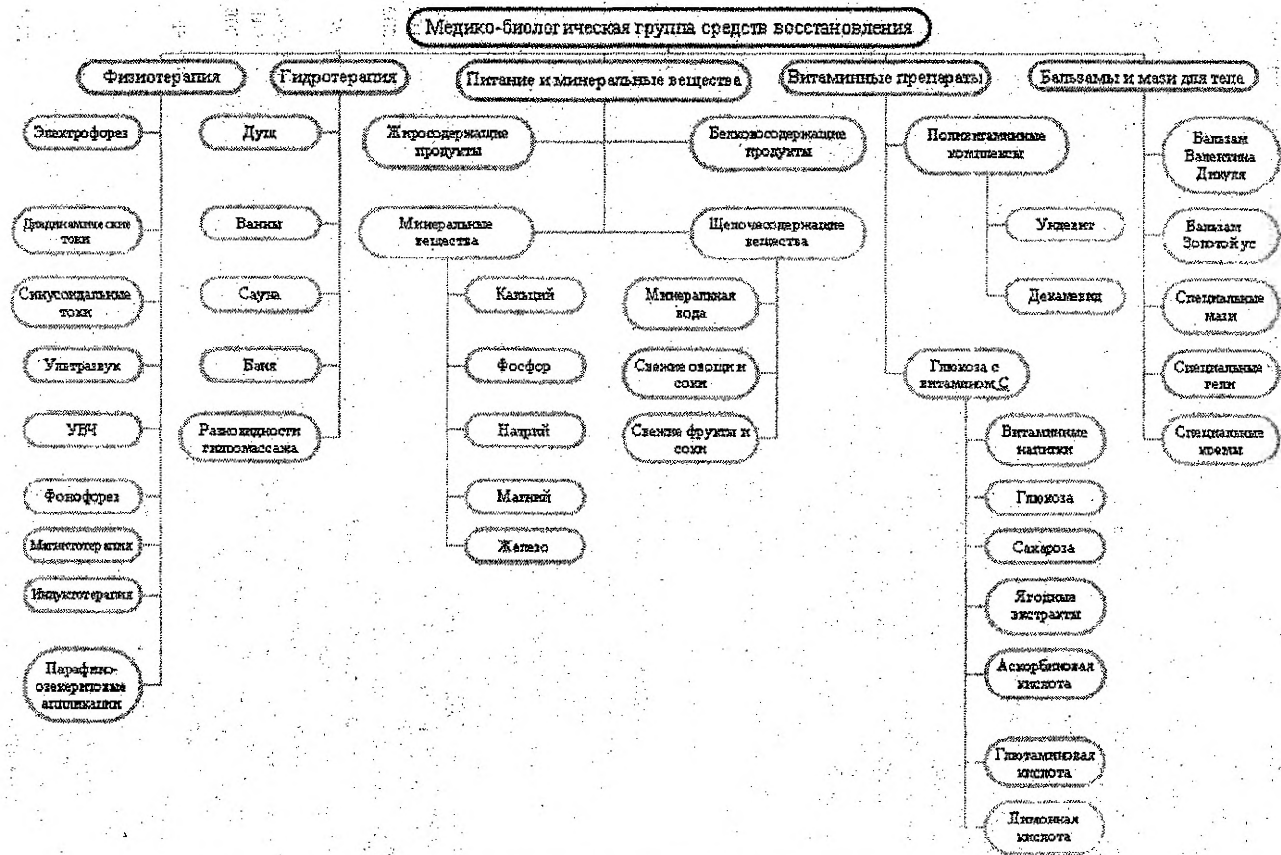 Медико-биологическая группа средств восстановления
Физиотерапия
Гидротерапия
Питание и минеральные вещества
Витаминные препараты
Бальзамы и мази для тела
Электрофорез
Диадинамические
токи
Синусоидальные
токи
Ультразвук
УВЧ
Фонофорез
Магнитотерапия
Индуктотерапия
Парафино-
озекеритовые
аппликации
Душ
Ванны
Сауна
Баня
Разновидности
гипомассажа
Жиросодержащие
продукты
Белковосодержащие
продукты
Минеральные
вещества
Щелочесодержащие
вещества
Кальций
Фосфор
Натрий
Магний
Железо
Минеральная
вода
Свежие овощи и
соки
Свежие фрукты и
соки
Поливитаминные
комплексы
Ундевит
Декамевид
Глюкоза с
витамином С
Витаминные
напитки
Глюкоза
Сахароза
Ягодные
экстракты
Аскорбиновая
кислота
Глютаминовая
кислота
Лимонная
кислота
Бальзам
Валентина
Дикуля
Бальзам
Золотой ус
Специальные
мази
Специальные
гели
Специальные
кремы